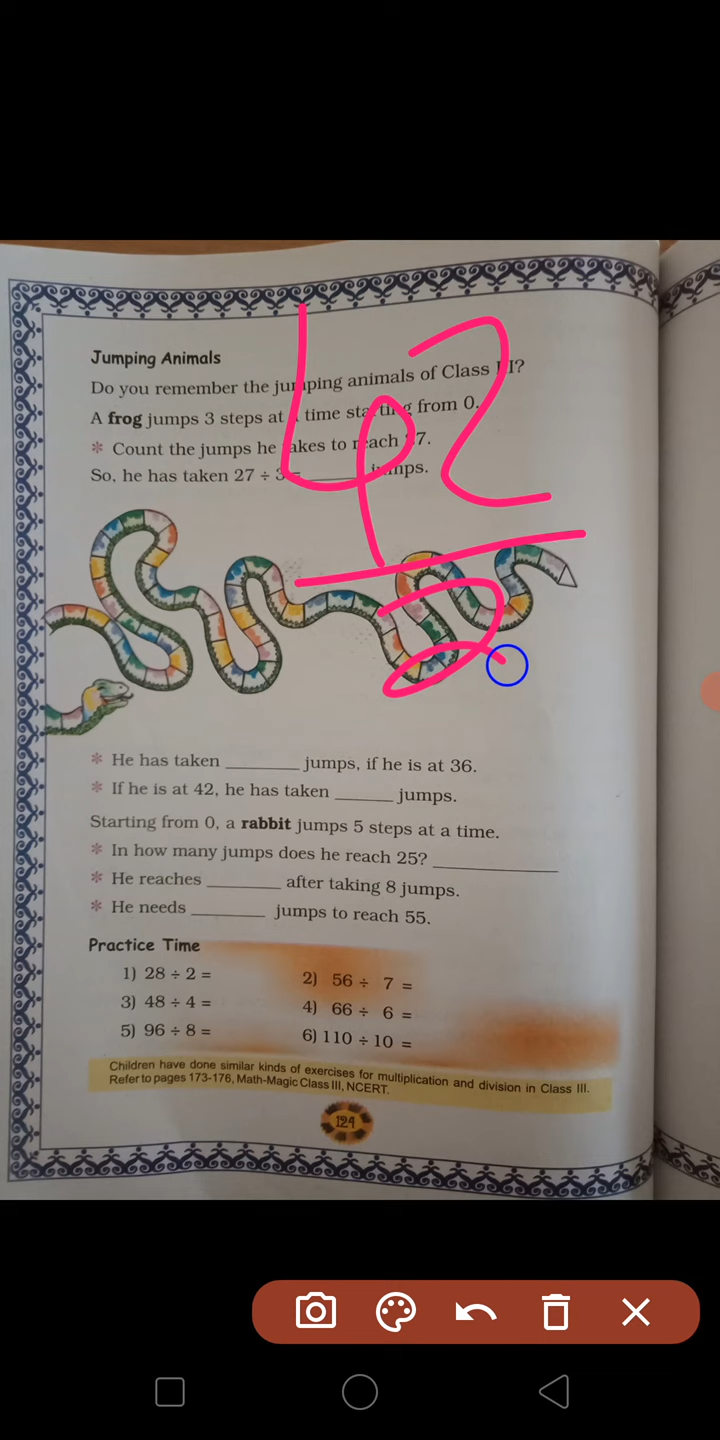 Jumping Animals
Do you remember the jumping animals of Class III?
A frog jumps 3 steps at a time starting from 0.
* Count the jumps he takes to reach 27.
So, he has taken 27 ÷ 3 = ______ jumps.
42
2
* He has taken ________ jumps, if he is at 36.
* If he is at 42, he has taken ______ jumps.
Starting from 0, a rabbit jumps 5 steps at a time.
* In how many jumps does he reach 25? ______________
* He reaches ________ after taking 8 jumps.
* He needs ________ jumps to reach 55.
Practice Time
1) 28 ÷ 2 = 2) 56 ÷ 7 =
3) 48 ÷ 4 = 4) 66 ÷ 6 =
5) 96 ÷ 8 = 6) 110 ÷ 10 =
Children have done similar kinds of exercises for multiplication and division in Class III.
Refer to pages 173-176, Math-Magic Class III, NCERT.
124